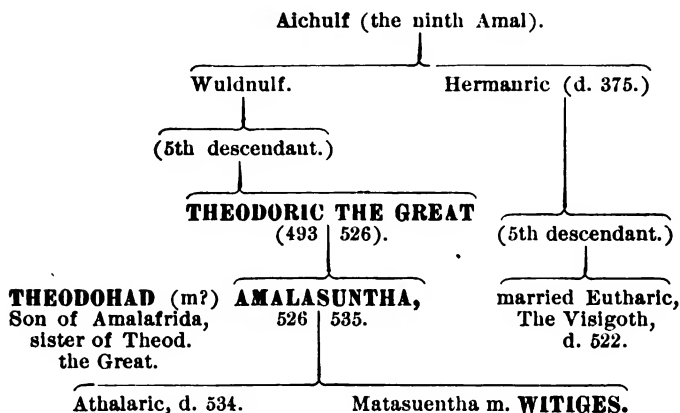 Aichulf (the ninth Amal).
Wuldnulf. Hermanric (d. 375.)
(5th descendant.)
THEODORIC THE GREAT
(493 526).
(5th descendant.)
THEODOHAD (m?) AMALASUNTHA, married Eutharic,
Son of Amalafrida, 526 535. The Visigoth,
sister of Theod. d. 522.
the Great.
Athalaric, d. 534. Matasuentha m. WITIGES.